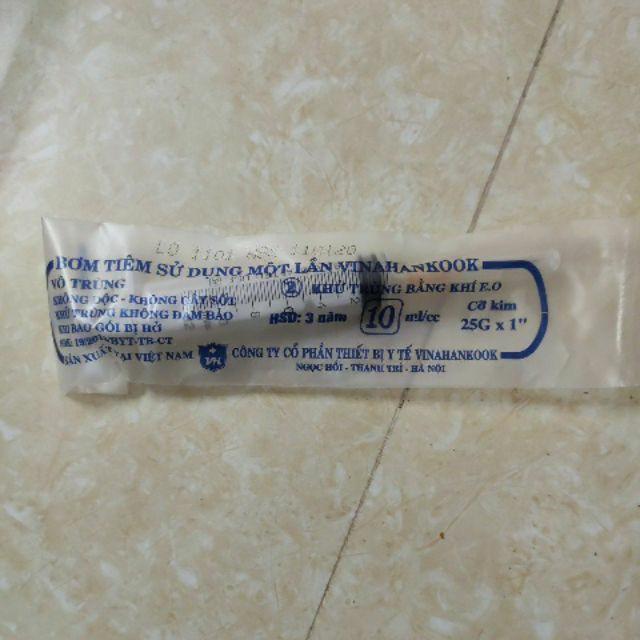 LÔ 1101
BƠM TIÊM SỬ DỤNG MỘT LẦN VINAHANKOOK
VÔ TRÙNG
KHÔNG ĐỘC - KHÔNG GÂY SỐT
KHỬ TRÙNG KHÔNG ĐẢM BẢO
KHI BAO GÓI BỊ HỞ
2 KHỬ TRÙNG BẰNG KHÍ E.O
HSD: 3 năm 10 ml/cc
Cỡ kim
25G x 1"
SẢN XUẤT TẠI VIỆT NAM
CÔNG TY CỔ PHẦN THIẾT BỊ Y TẾ VINAHANKOOK
NGỌC HỒI - THANH TRÌ - HÀ NỘI